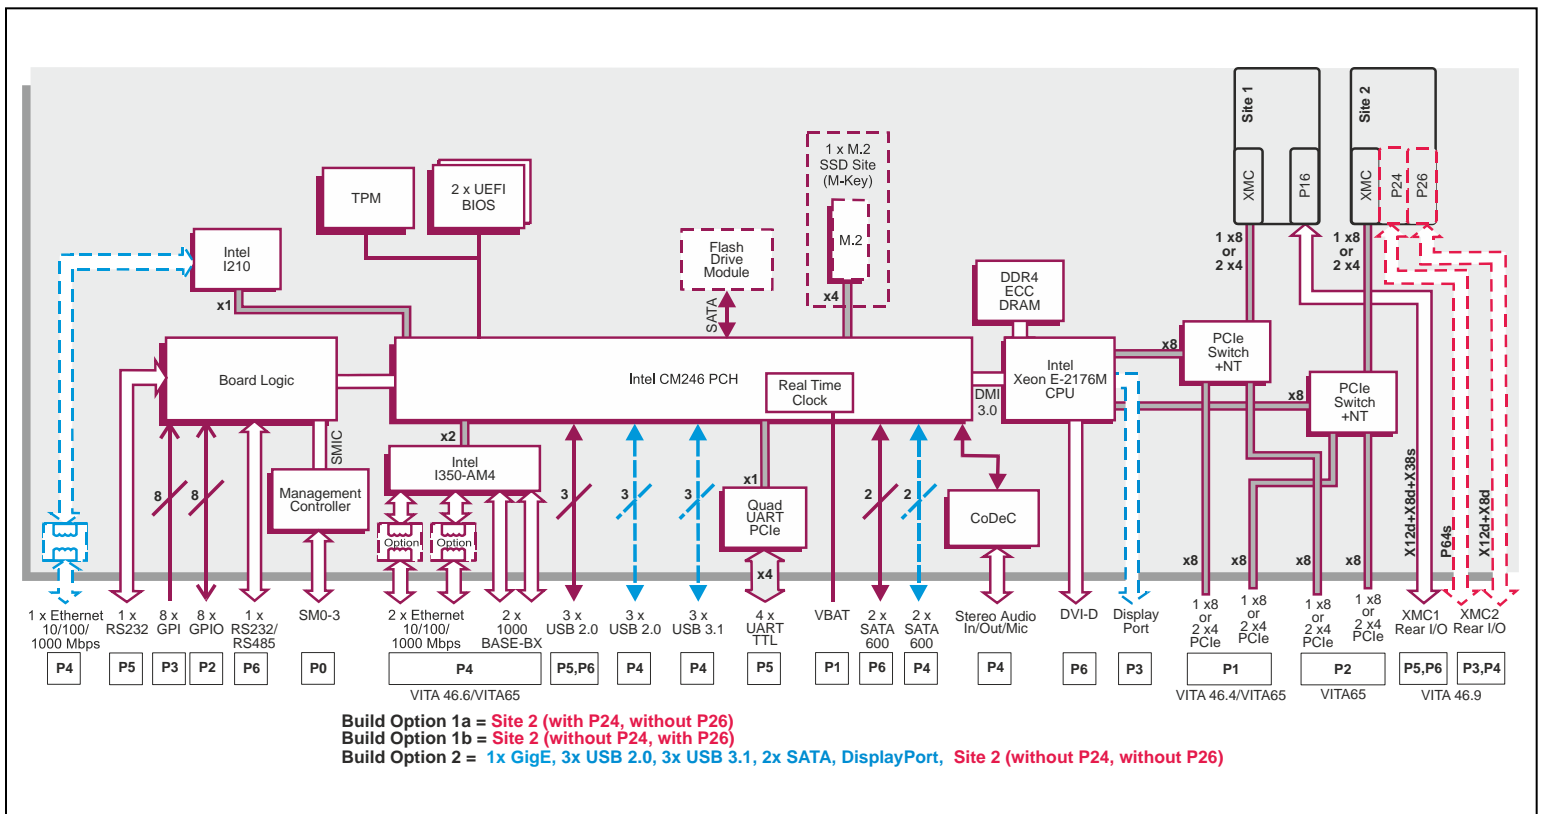 Site 1
Site 2
XMC
P16
XMC
P24
P26
1 x M.2
SSD Site
(M-Key)
M.2
TPM
2 x UEFI
BIOS
Intel
I210
Flash
Drive
Module
DDR4
ECC
DRAM
1 x8
or
2 x4
1 x8
or
2 x4
x1
SATA
x4
PCIe
Switch
+NT
x8
Board Logic
Intel CM246 PCH
Real Time
Clock
DMI
3.0
Intel
Xeon E-2176M
CPU
x8
PCIe
Switch
+NT
SMIC
x2
Intel
I350-AM4
x1
8
8
Management
Controller
3
3
3
Quad
UART
PCIe
2
2
CoDeC
X12d+X8d+X38s
P64s
X12d+X8d
Option
Option
x4
x8
x8
x8
x8
1 x Ethernet
10/100/
1000 Mbps
1 x
RS232
8 x
GPI
8 x
GPIO
1 x
RS232/
RS485
SM0-3
2 x Ethernet
10/100/
1000 Mbps
2 x
1000
BASE-BX
3 x
USB 2.0
3 x
USB 2.0
3 x
USB 3.1
4 x
UART
TTL
VBAT
2 x
SATA
600
2 x
SATA
600
Stereo Audio
In/Out/Mic
DVI-D
Display
Port
1 x8
or
2 x4
PCIe
1 x8
or
2 x4
PCIe
1 x8
or
2 x4
PCIe
1 x8
or
2 x4
PCIe
XMC1
Rear I/O
XMC2
Rear I/O
P4
P5
P3
P2
P6
P0
P4
P5,P6
P4
P4
P5
P1
P6
P4
P4
P6
P3
P1
P2
P5,P6
P3,P4
VITA 46.6/VITA65
VITA 46.4/VITA65
VITA65
VITA 46.9
Build Option 1a = Site 2 (with P24, without P26)
Build Option 1b = Site 2 (without P24, with P26)
Build Option 2 = 1x GigE, 3x USB 2.0, 3x USB 3.1, 2x SATA, DisplayPort, Site 2 (without P24, without P26)